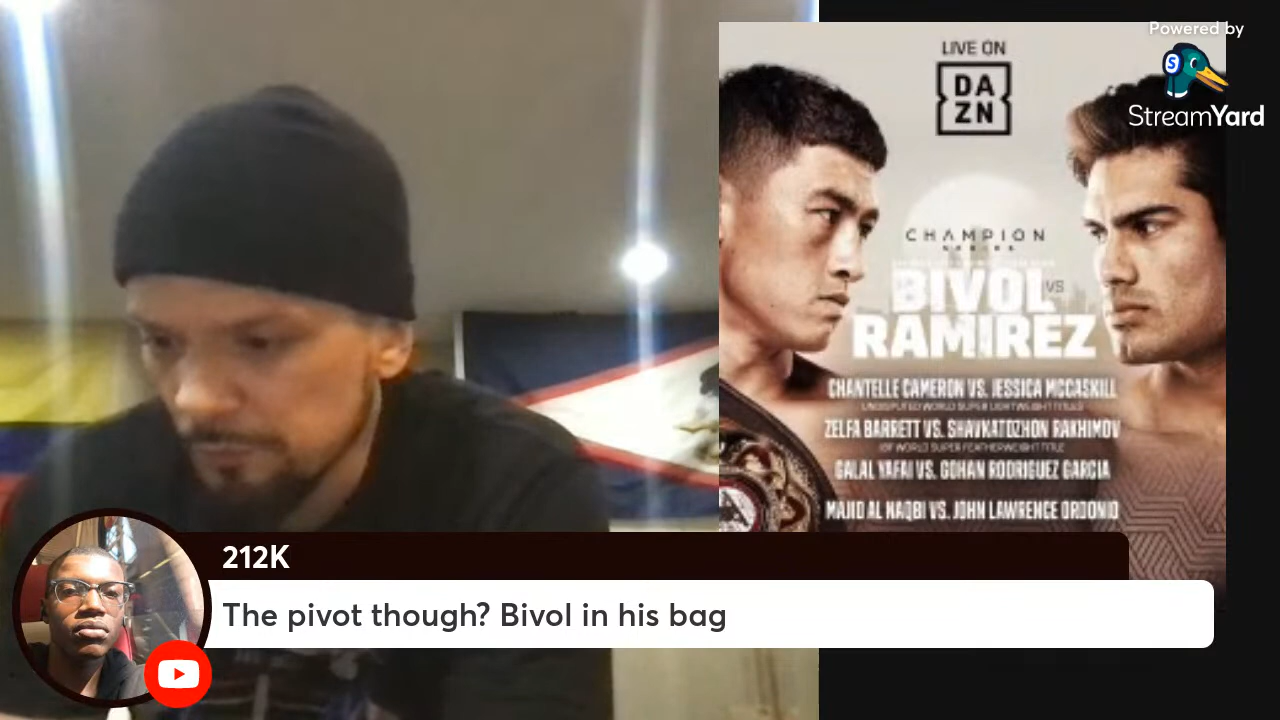 Powered by
StreamYard
LIVE ON
DA
ZN
CHAMPION
SERIES
BIVOL VS
RAMIREZ
CHANTELLE CAMERON VS. JESSICA MCCASKILL
UNDISPUTED WORLD SUPER LIGHTWEIGHT TITLES
ZELFA BARRETT VS. SHAVKATDZHON RAKHIMOV
IBF WORLD SUPER FEATHERWEIGHT TITLE
GALAL YAFAI VS. GOHAN RODRIGUEZ GARCIA
MAJID AL NAQBI VS. JOHN LAWRENCE ORDONIO
212K
The pivot though? Bivol in his bag